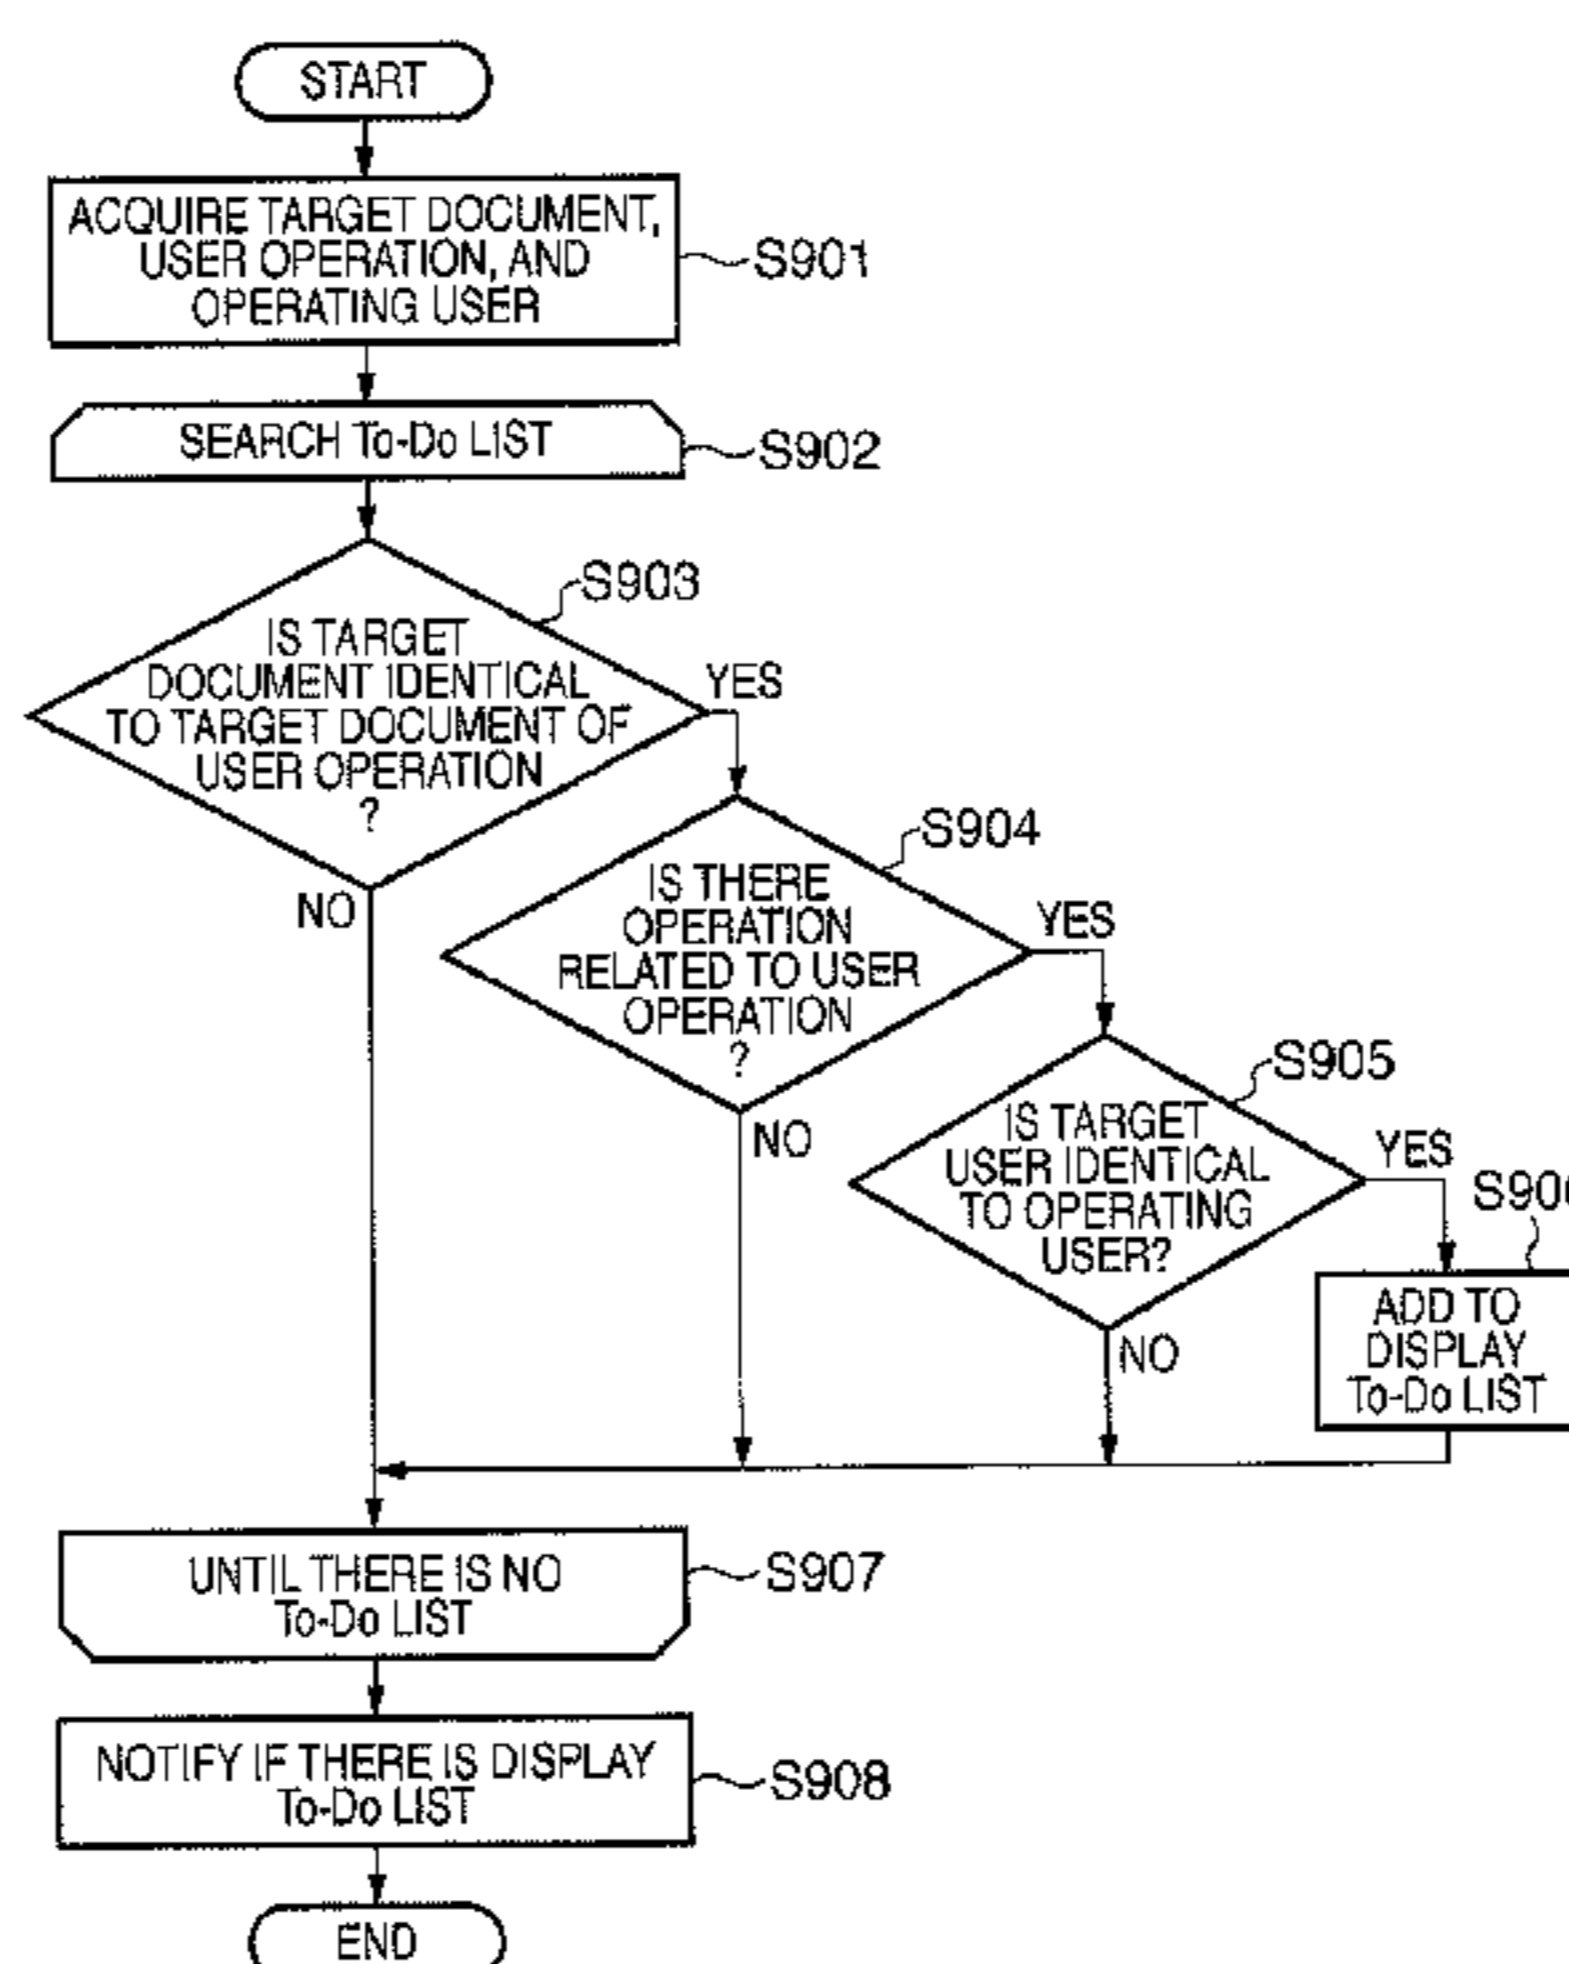 START
ACQUIRE TARGET DOCUMENT,
USER OPERATION, AND
OPERATING USER
S901
SEARCH To-Do LIST
S902
S903
IS TARGET
DOCUMENT IDENTICAL
TO TARGET DOCUMENT OF
USER OPERATION
?
YES
NO
S904
IS THERE
OPERATION
RELATED TO USER
OPERATION
?
YES
NO
S905
IS TARGET
USER IDENTICAL
TO OPERATING
USER?
YES
NO
ADD TO
DISPLAY
To-Do LIST
UNTIL THERE IS NO
To-Do LIST
S907
NOTIFY IF THERE IS DISPLAY
To-Do LIST
S908
END